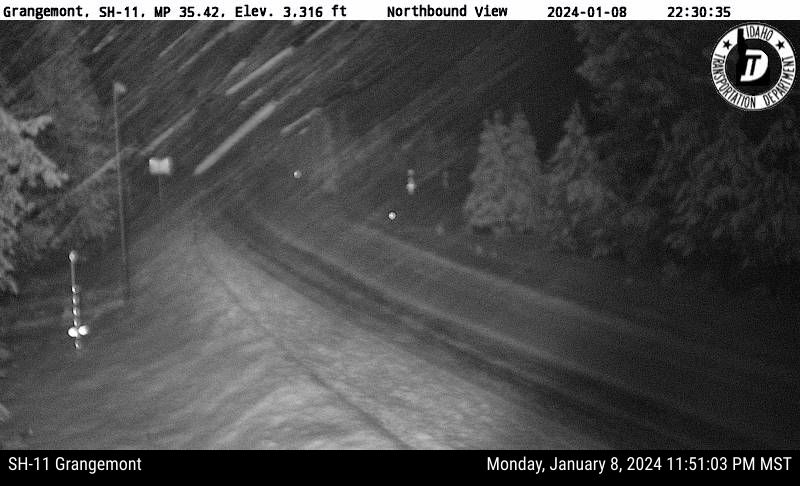 Grangemont, SH-11, MP 35.42, Elev. 3,316 ft Northbound View 2024-01-08 22:30:35
IDAHO
TRANSPORTATION DEPARTMENT
SH-11 Grangemont Monday, January 8, 2024 11:51:03 PM MST